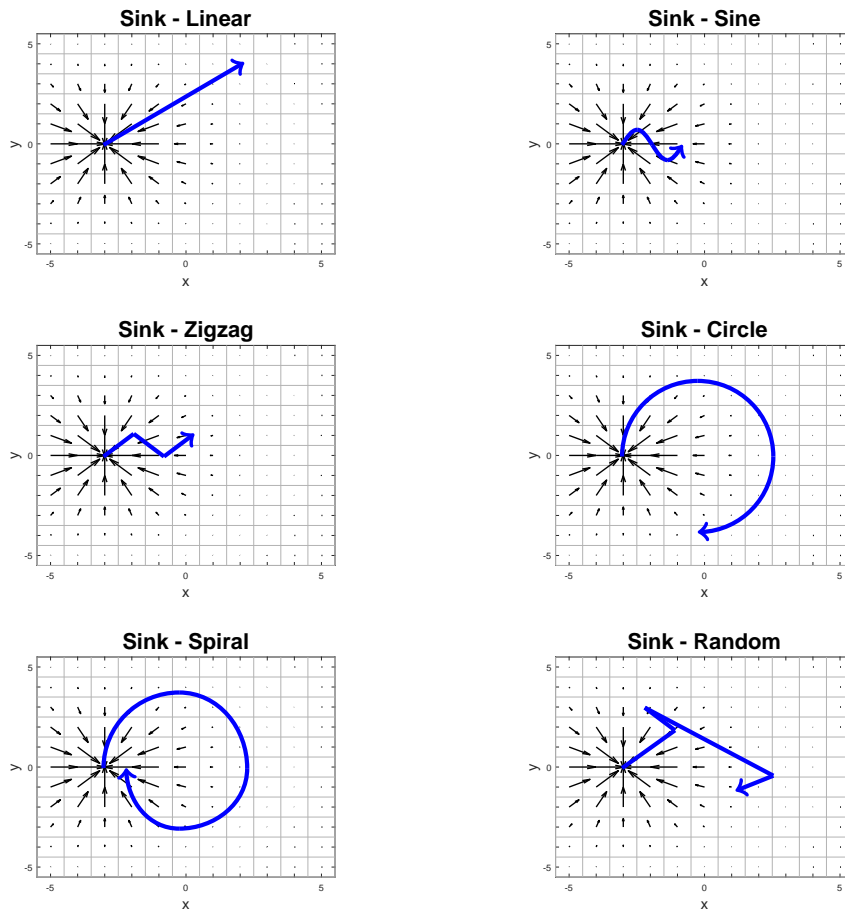 Sink - Linear
5
0
-5
y
-5 0 5
x
Sink - Sine
5
0
-5
y
-5 0 5
x
Sink - Zigzag
5
0
-5
y
-5 0 5
x
Sink - Circle
5
0
-5
y
-5 0 5
x
Sink - Spiral
5
0
-5
y
-5 0 5
x
Sink - Random
5
0
-5
y
-5 0 5
x